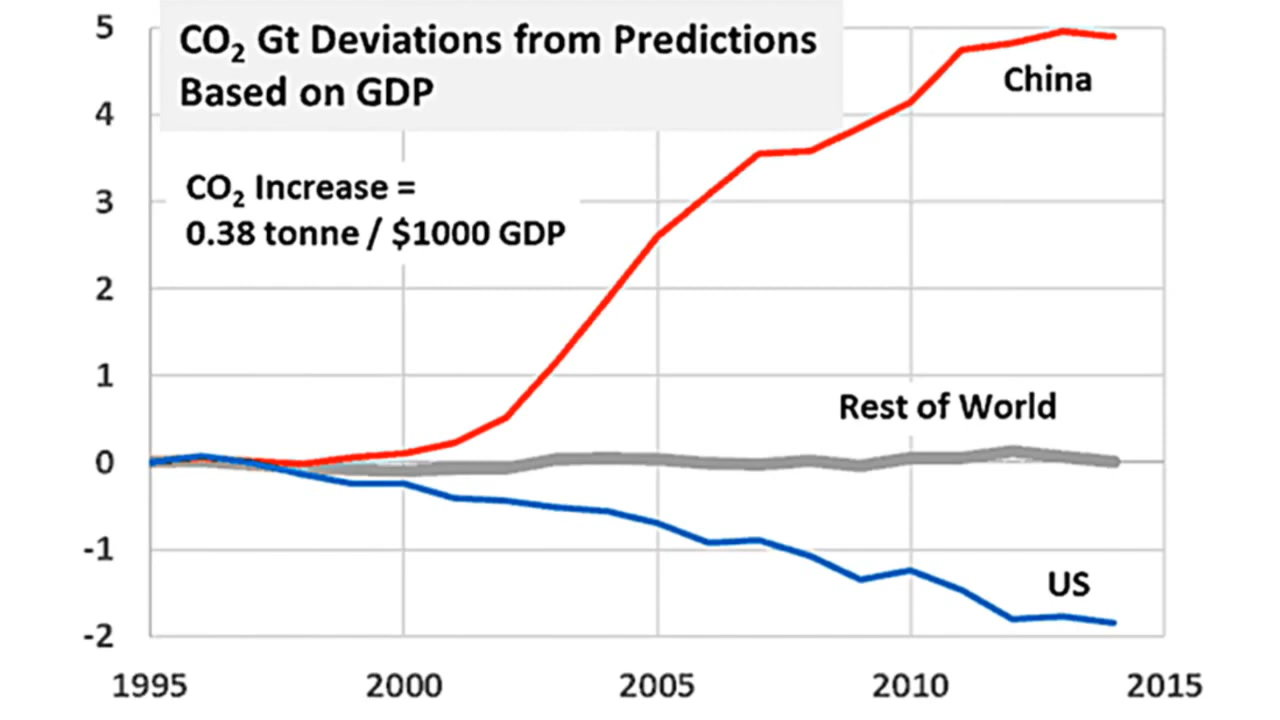 CO₂ Gt Deviations from Predictions
Based on GDP
CO₂ Increase =
0.38 tonne / $1000 GDP
China
Rest of World
US
5
4
3
2
1
0
-1
-2
1995 2000 2005 2010 2015